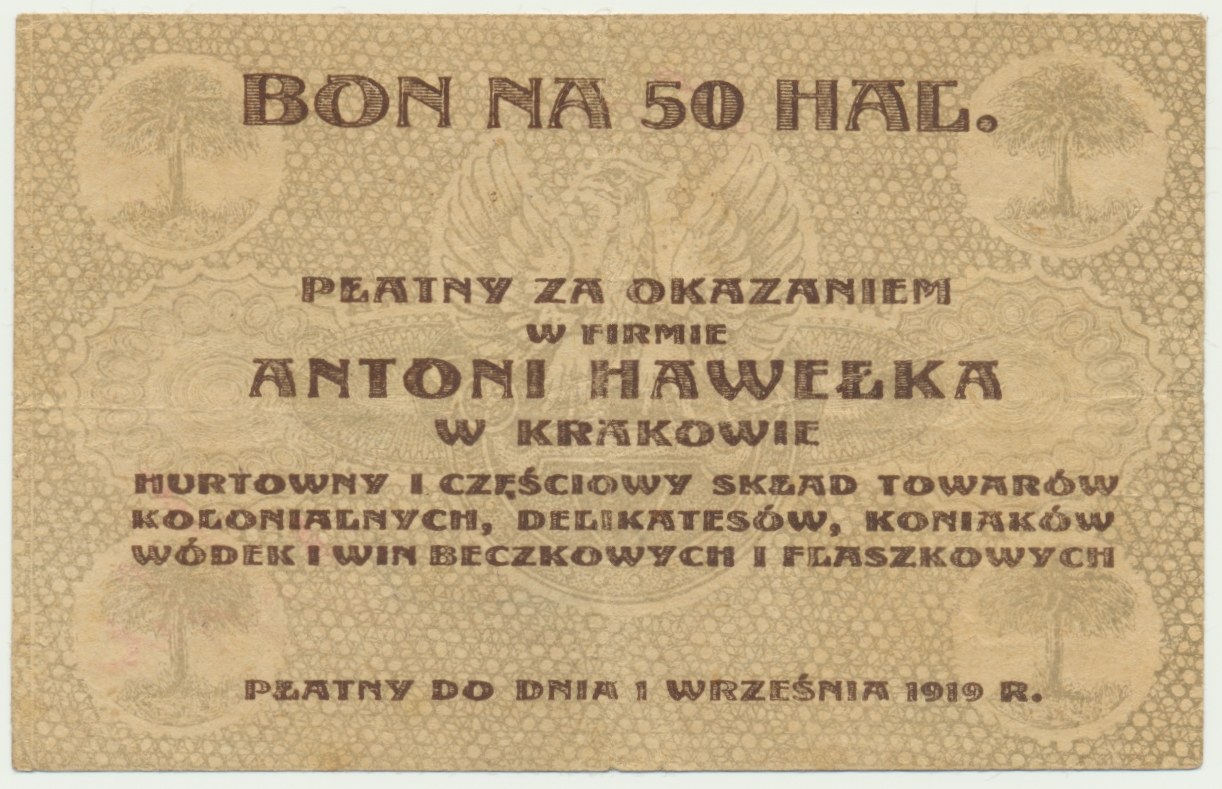 BON NA 50 HAL.
PŁATNY ZA OKAZANIEM
W FIRMIE
ANTONI HAWEŁKA
W KRAKOWIE
HURTOWNY I CZĘŚCIOWY SKŁAD TOWARÓW
KOLONIALNYCH, DELIKATESÓW, KONIAKÓW
WÓDEK I WIN BECZKOWYCH I FLASZKOWYCH
PŁATNY DO DNIA 1 WRZEŚNIA 1919 R.